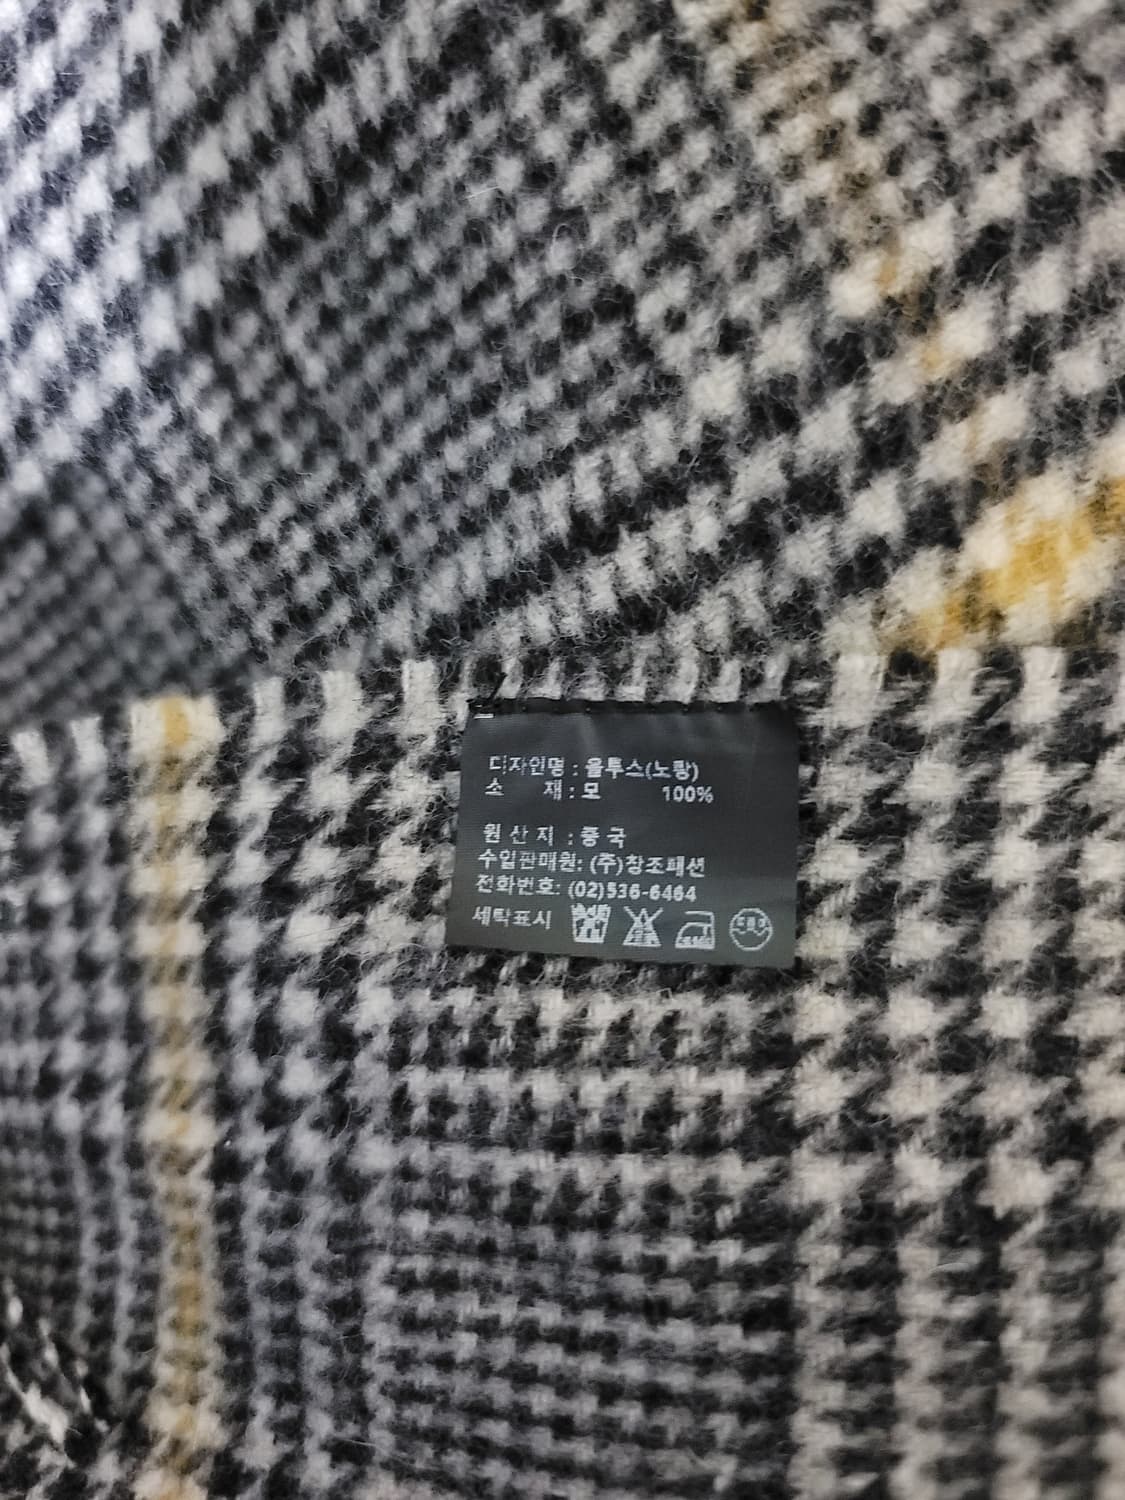 디자인명 : 울투스(노랑)
소 재 : 모 100%
원 산 지 : 중국
수입판매원: (주)창조패션
전화번호: (02)536-6464
세탁표시